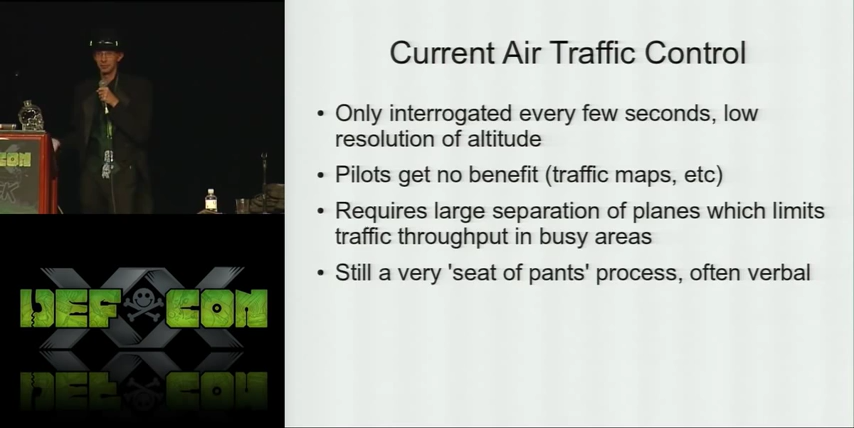 Current Air Traffic Control
• Only interrogated every few seconds, low
resolution of altitude
• Pilots get no benefit (traffic maps, etc)
• Requires large separation of planes which limits
traffic throughput in busy areas
• Still a very 'seat of pants' process, often verbal
DEF CON
XX